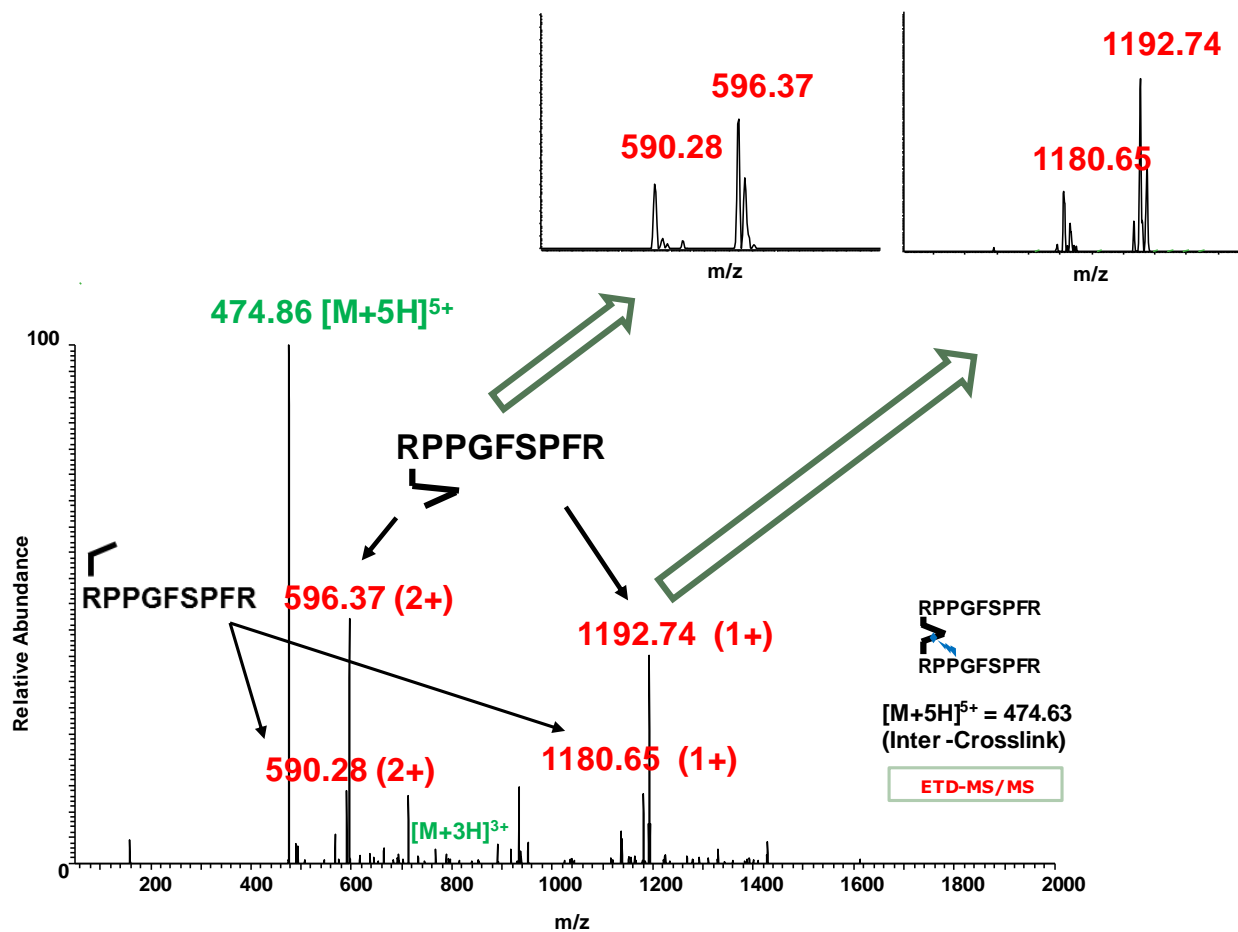 1192.74
596.37
590.28
1180.65
m/z
m/z
474.86 [M+5H]5+
100
RPPGFSPFR
RPPGFSPFR
596.37 (2+)
1192.74 (1+)
RPPGFSPFR
RPPGFSPFR
[M+5H]5+ = 474.63
(Inter -Crosslink)
590.28 (2+)
1180.65 (1+)
ETD-MS/MS
[M+3H]3+
Relative Abundance
0
200
400
600
800
1000
1200
1400
1600
1800
2000
m/z